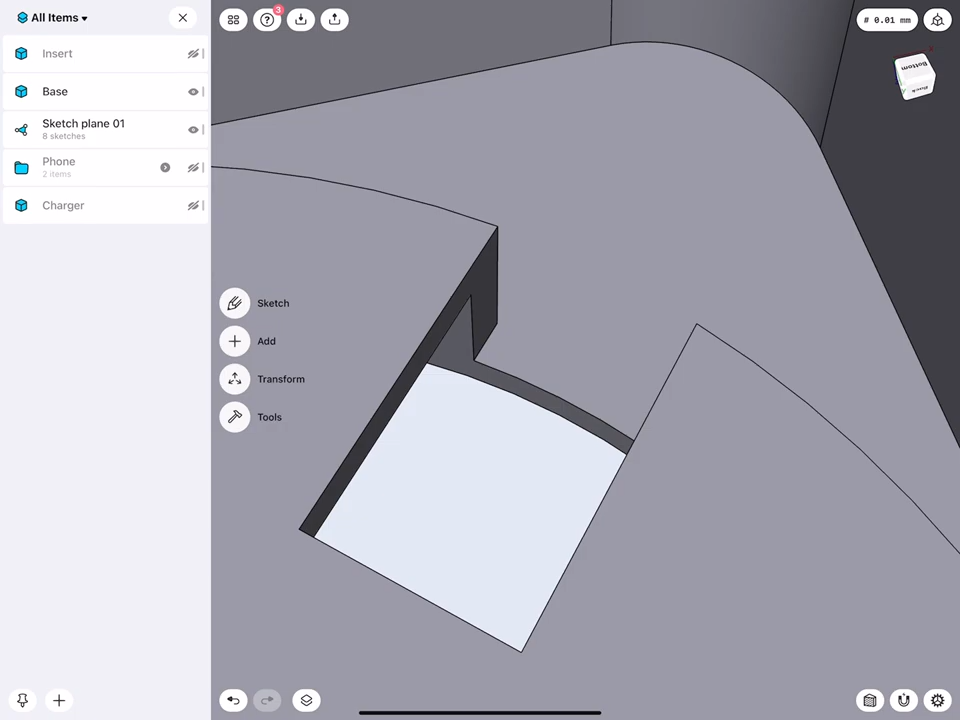 All Items
3
# 0.01 mm
Insert
Base
Bottom
Back
Sketch plane 01
8 sketches
Phone
2 items
Charger
Sketch
Add
Transform
Tools